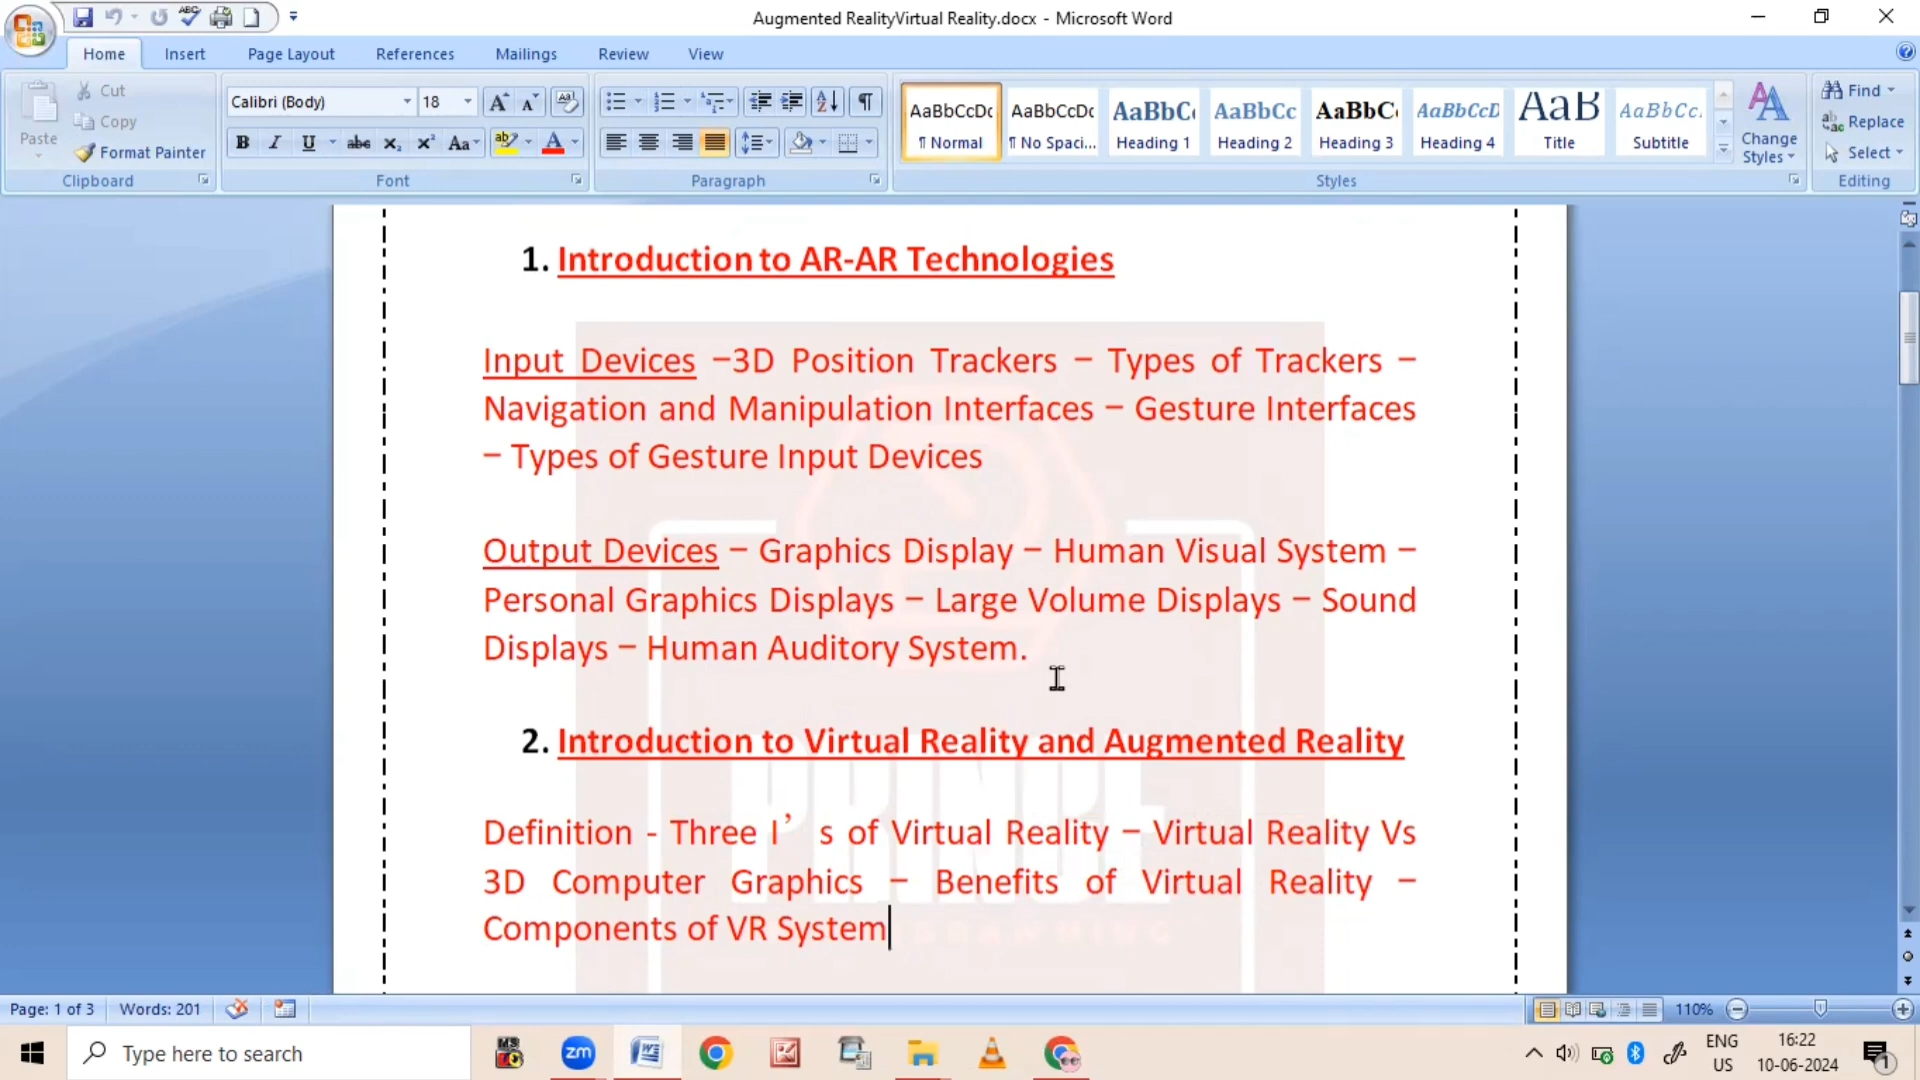 Augmented RealityVirtual Reality.docx - Microsoft Word
Home Insert Page Layout References Mailings Review View
Paste
Cut
Copy
Format Painter
Clipboard
Calibri (Body) 18
Font
Paragraph
AaBbCcDc AaBbCcDc AaBbC AaBbCc AaBbC AaBbCcD AaB AaBbCc.
¶ Normal ¶ No Spaci... Heading 1 Heading 2 Heading 3 Heading 4 Title Subtitle
Change Styles
Styles
Find
Replace
Select
Editing
1. Introduction to AR-AR Technologies
Input Devices –3D Position Trackers – Types of Trackers –
Navigation and Manipulation Interfaces – Gesture Interfaces
– Types of Gesture Input Devices
Output Devices – Graphics Display – Human Visual System –
Personal Graphics Displays – Large Volume Displays – Sound
Displays – Human Auditory System.
2. Introduction to Virtual Reality and Augmented Reality
PRINCE
Definition - Three I’ s of Virtual Reality – Virtual Reality Vs
3D Computer Graphics – Benefits of Virtual Reality –
Components of VR System
Page: 1 of 3 Words: 201 110%
Type here to search
ENG
US
16:22
10-06-2024